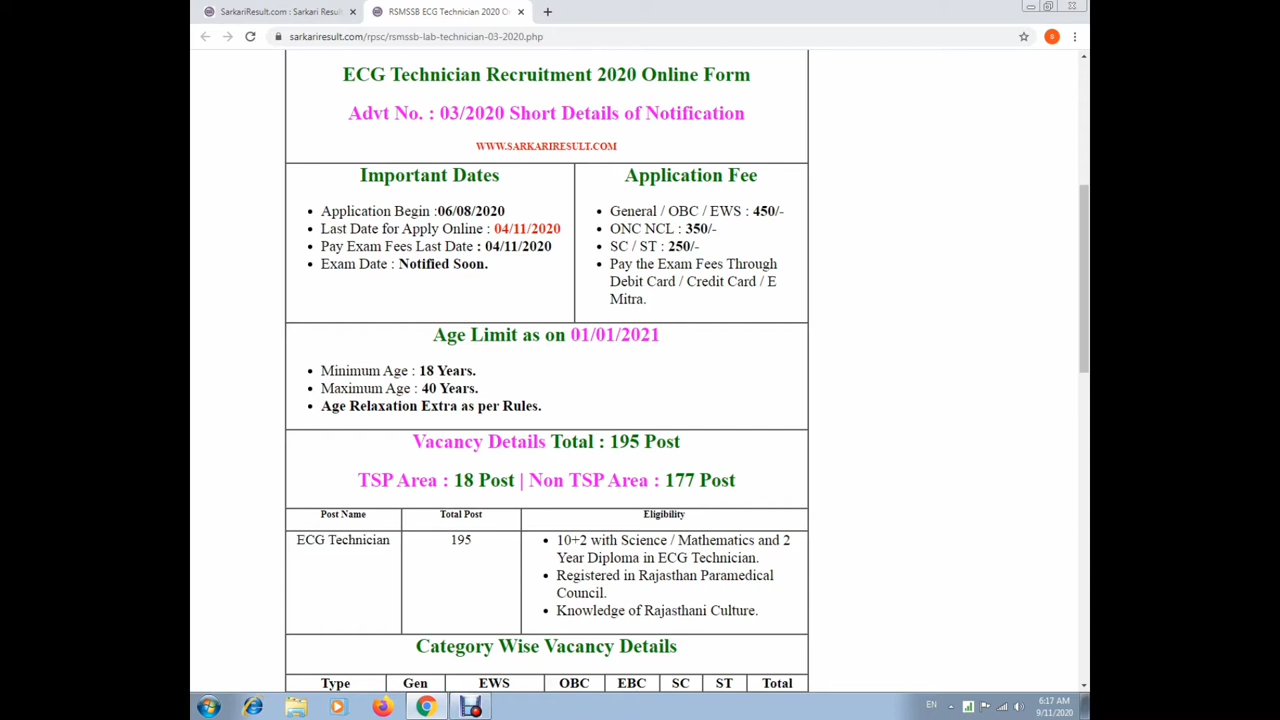 SarkariResult.com : Sarkari Resul
RSMSSB ECG Technician 2020 O
sarkariresult.com/rpsc/rsmssb-lab-technician-03-2020.php
s
ECG Technician Recruitment 2020 Online Form
Advt No. : 03/2020 Short Details of Notification
WWW.SARKARIRESULT.COM
Important Dates
Application Begin :06/08/2020
Last Date for Apply Online : 04/11/2020
Pay Exam Fees Last Date : 04/11/2020
Exam Date : Notified Soon.
Application Fee
General / OBC / EWS : 450/-
ONC NCL : 350/-
SC / ST : 250/-
Pay the Exam Fees Through
Debit Card / Credit Card / E
Mitra.
Age Limit as on 01/01/2021
Minimum Age : 18 Years.
Maximum Age : 40 Years.
Age Relaxation Extra as per Rules.
Vacancy Details Total : 195 Post
TSP Area : 18 Post | Non TSP Area : 177 Post
Post Name Total Post Eligibility
ECG Technician 195
10+2 with Science / Mathematics and 2
Year Diploma in ECG Technician.
Registered in Rajasthan Paramedical
Council.
Knowledge of Rajasthani Culture.
Category Wise Vacancy Details
Type Gen EWS OBC EBC SC ST Total
EN
6:17 AM
9/11/2020